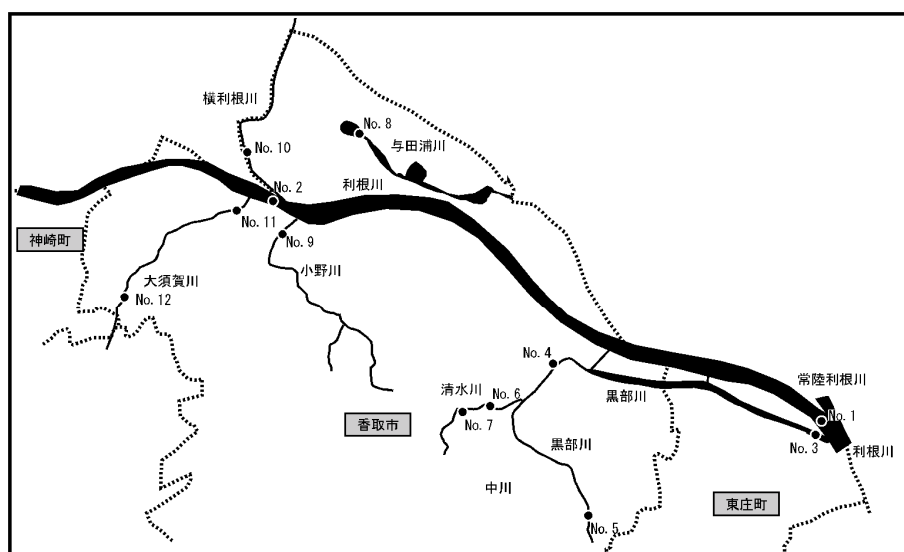 横利根川
No. 8
与田浦川
No. 10
No. 2
利根川
No. 11
神崎町
No. 9
小野川
大須賀川
No. 12
No. 4
常陸利根川
清水川
No. 6
黒部川
No. 1
No. 7
香取市
No. 3
黒部川
利根川
中川
東庄町
No. 5